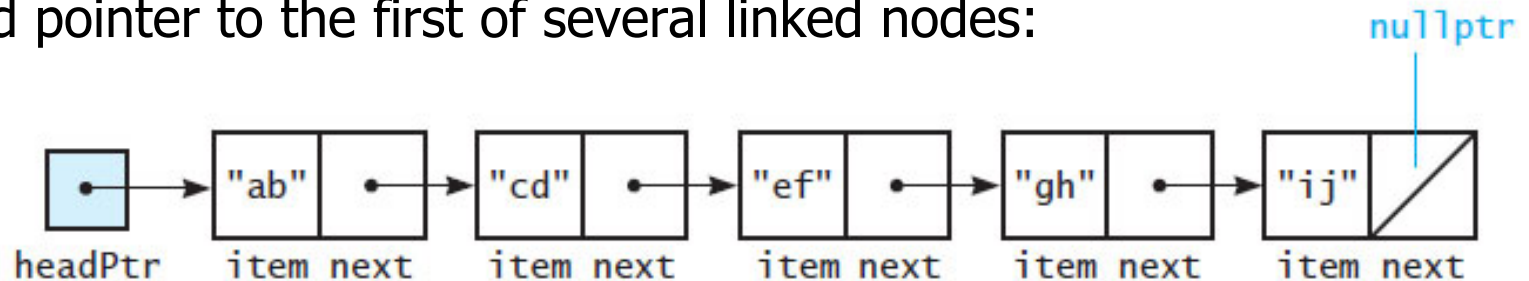 d pointer to the first of several linked nodes:
nullptr
"ab" "cd" "ef" "gh" "ij"
headPtr item next item next item next item next item next